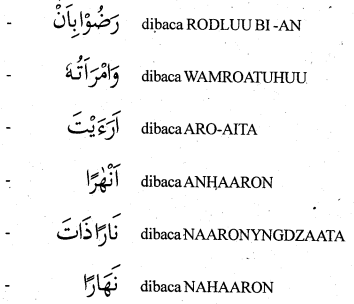 - رَضُوْا بِاَنْ dibaca RODLUU BI -AN
- وَامْرَاَتُهٗ dibaca WAMROATUHUU
- اَرَءَيْتَ dibaca ARO-AITA
- اَنْهٰرًا dibaca ANHAARON
- نَارًا ذَاتَ dibaca NAARONYNGDZAATA
- نَهَارًا dibaca NAHAARON